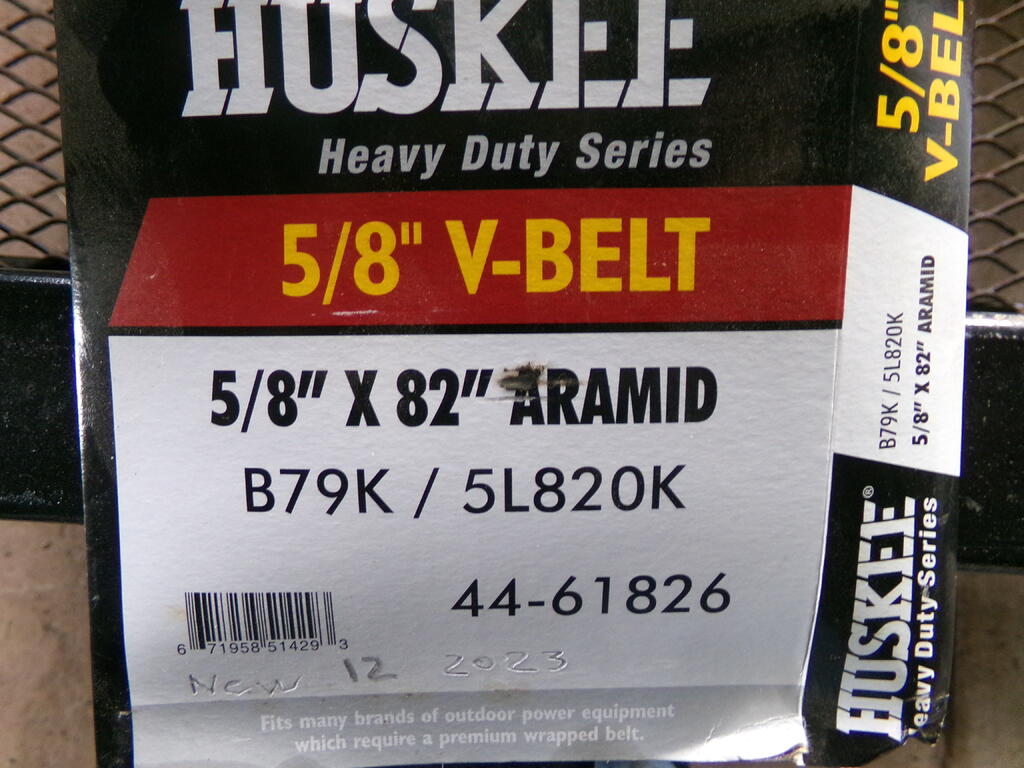 HUSKEE
Heavy Duty Series
5/8" V-BELT
5/8" X 82" ARAMID
B79K / 5L820K
44-61826
6 71958 51429 3
New 12 2023
Fits many brands of outdoor power equipment
which require a premium wrapped belt.
5/8"
V-BEL
B79K / 5L820K
5/8" X 82" ARAMID
HUSKEE®
Heavy Duty Series